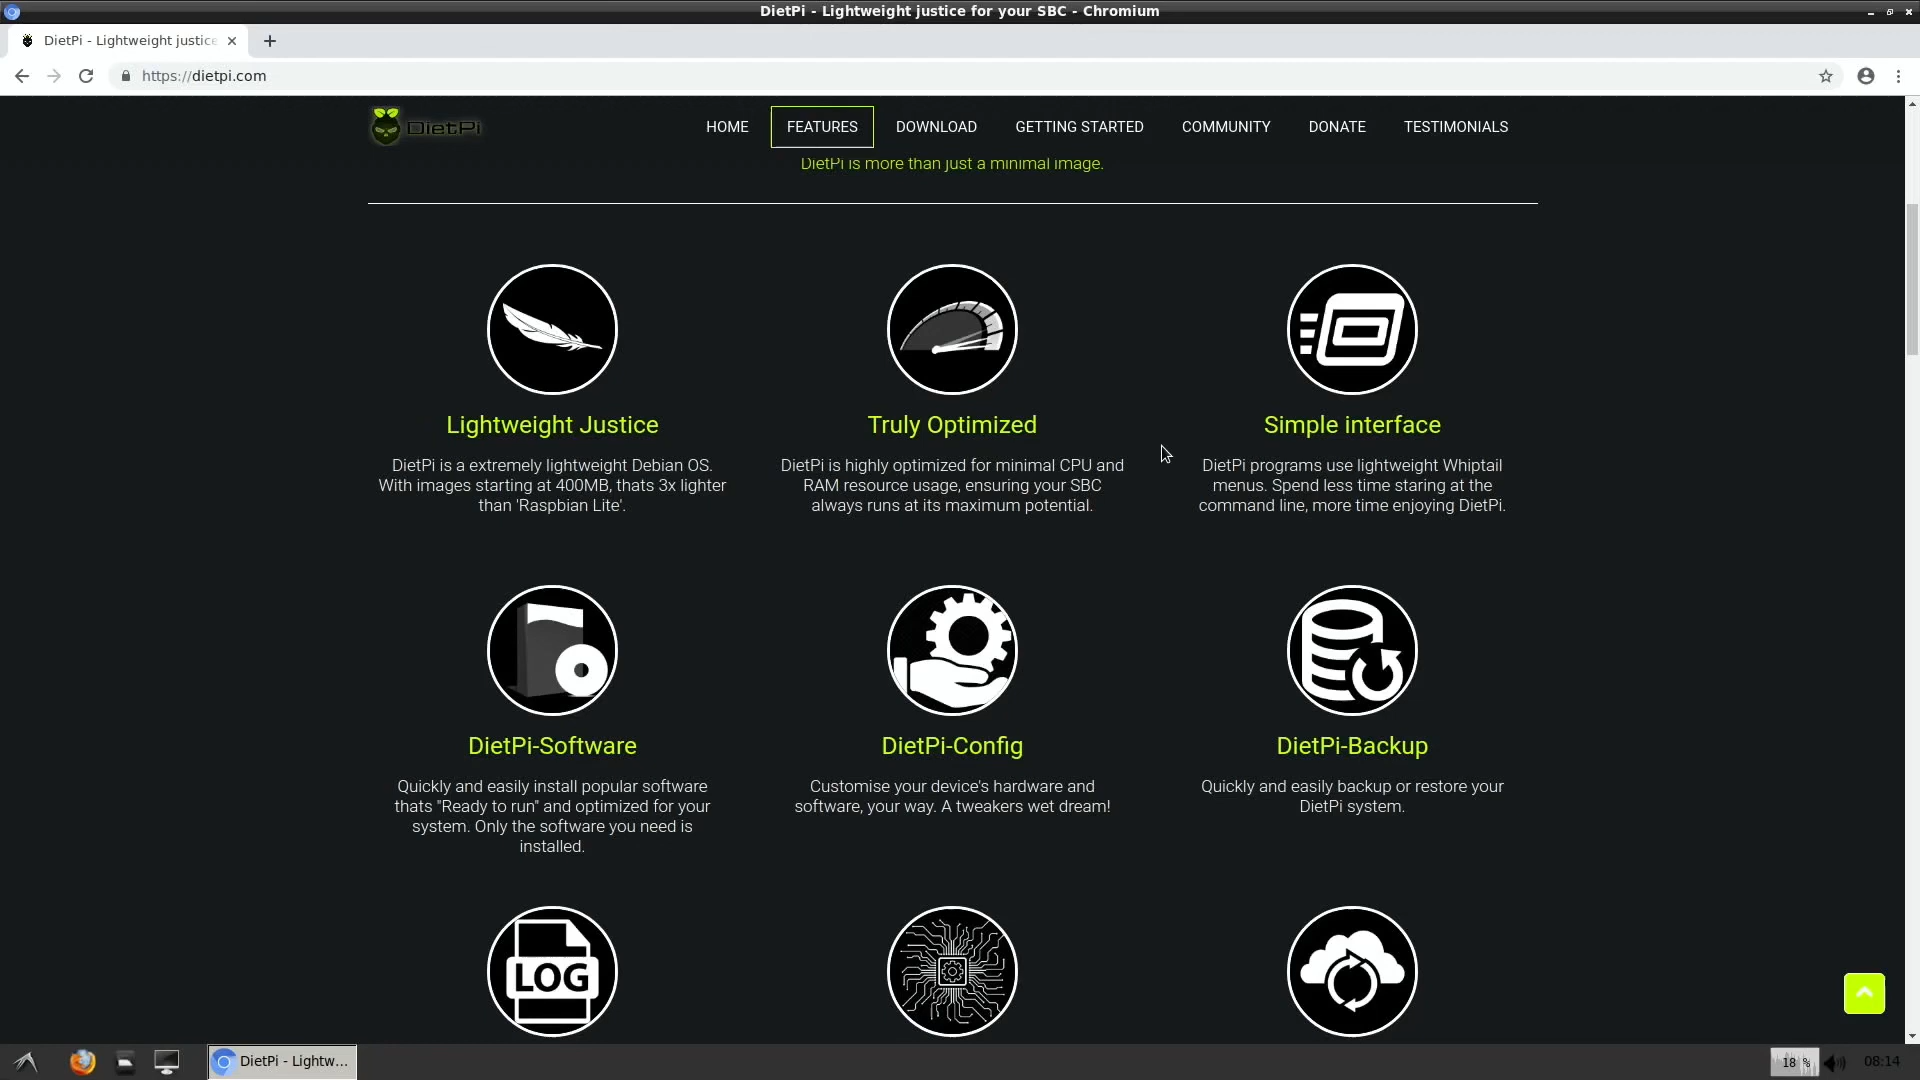 DietPi - Lightweight justice for your SBC - Chromium
DietPi - Lightweight justice
https://dietpi.com
DietPi
HOME
FEATURES
DOWNLOAD
GETTING STARTED
COMMUNITY
DONATE
TESTIMONIALS
DietPi is more than just a minimal image.
Lightweight Justice
DietPi is a extremely lightweight Debian OS.
With images starting at 400MB, thats 3x lighter
than 'Raspbian Lite'.
Truly Optimized
DietPi is highly optimized for minimal CPU and
RAM resource usage, ensuring your SBC
always runs at its maximum potential.
Simple interface
DietPi programs use lightweight Whiptail
menus. Spend less time staring at the
command line, more time enjoying DietPi.
DietPi-Software
Quickly and easily install popular software
thats "Ready to run" and optimized for your
system. Only the software you need is
installed.
DietPi-Config
Customise your device's hardware and
software, your way. A tweakers wet dream!
DietPi-Backup
Quickly and easily backup or restore your
DietPi system.
LOG
DietPi - Lightw...
18 %
08:14